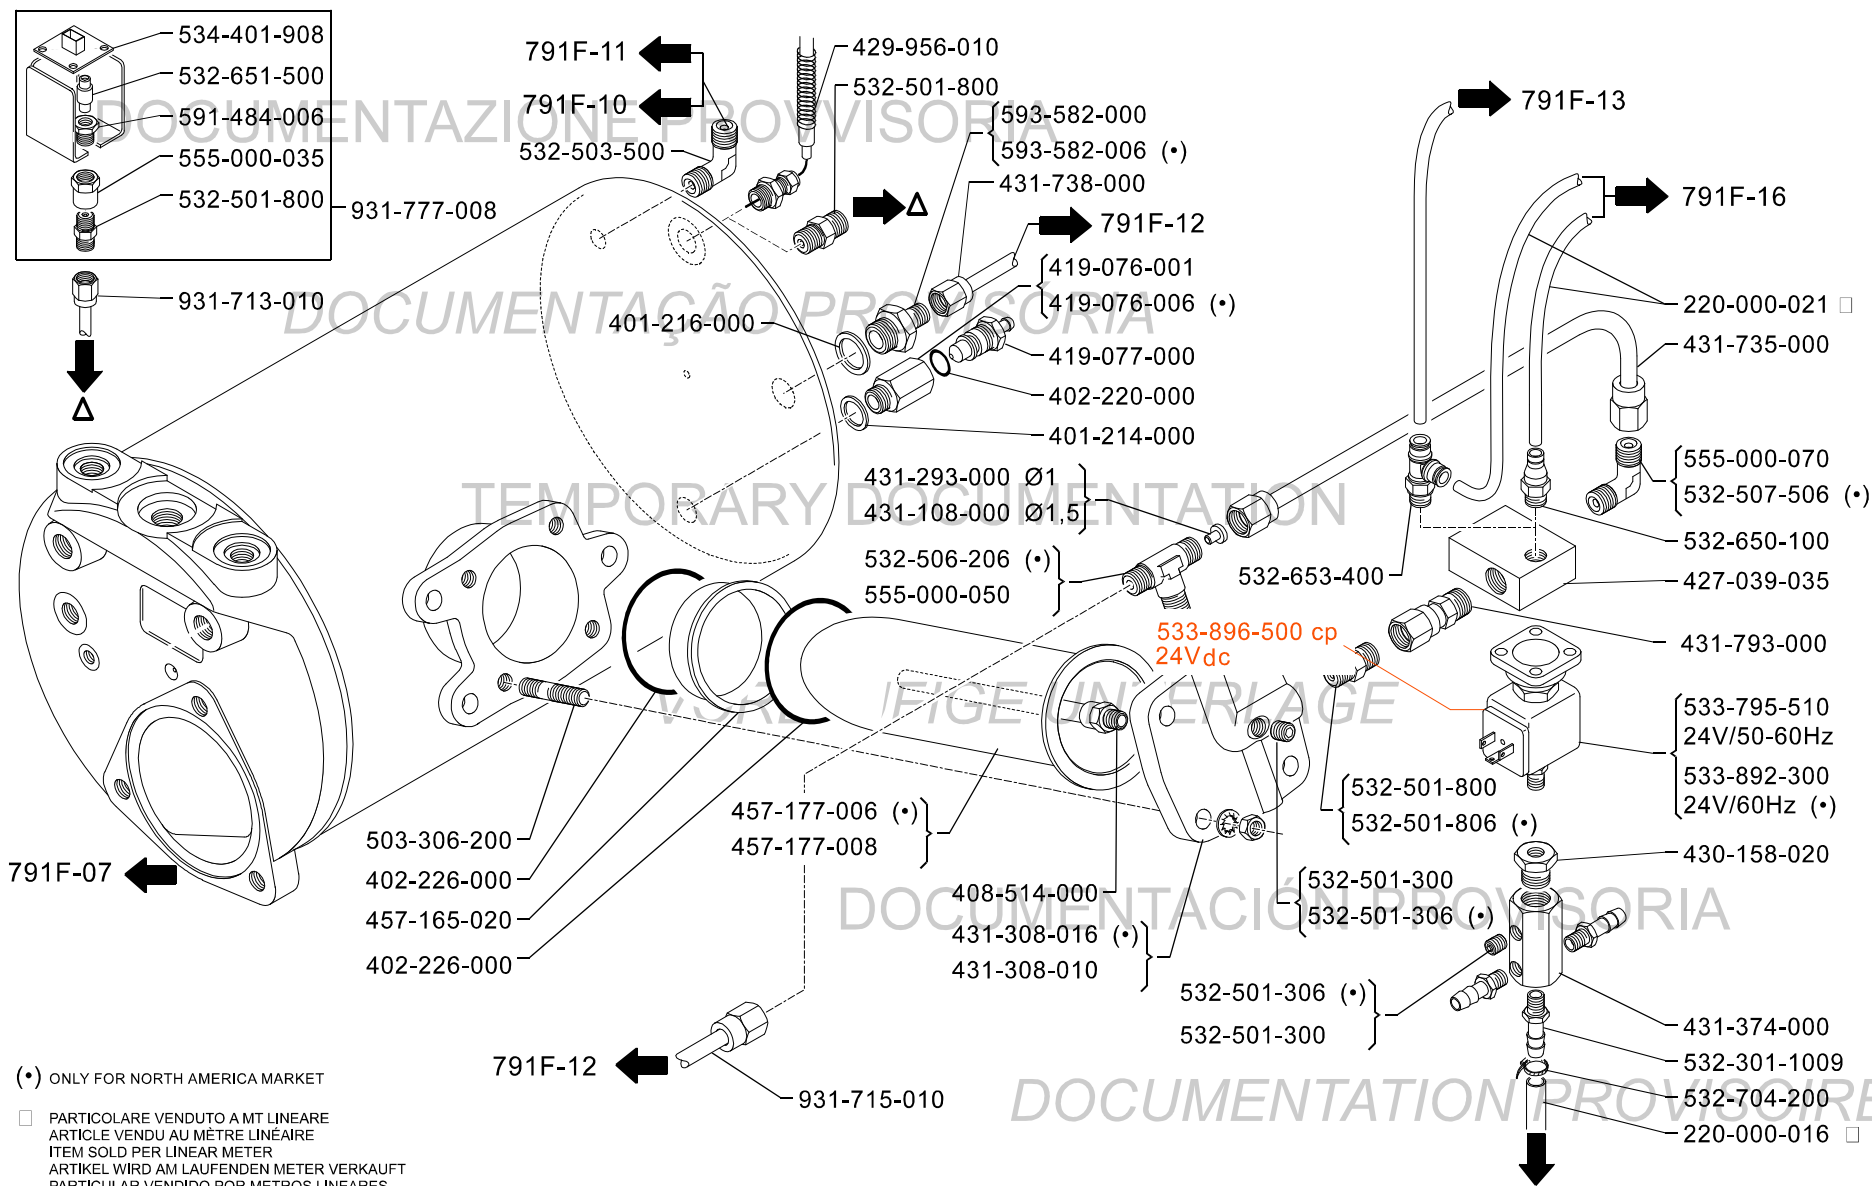 534-401-908
532-651-500
591-484-006
555-000-035
532-501-800
931-777-008
931-713-010
Δ
791F-11
791F-10
532-503-500
429-956-010
532-501-800
593-582-000
593-582-006 (•)
431-738-000
Δ
791F-12
419-076-001
419-076-006 (•)
401-216-000
419-077-000
402-220-000
401-214-000
791F-13
791F-16
220-000-021 □
431-735-000
555-000-070
532-507-506 (•)
532-650-100
427-039-035
431-793-000
431-293-000 Ø1
431-108-000 Ø1,5
532-506-206 (•)
555-000-050
532-653-400
533-896-500 cp
24Vdc
533-795-510
24V/50-60Hz
533-892-300
24V/60Hz (•)
430-158-020
532-501-800
532-501-806 (•)
457-177-006 (•)
457-177-008
503-306-200
402-226-000
457-165-020
402-226-000
791F-07
408-514-000
431-308-016 (•)
431-308-010
532-501-300
532-501-306 (•)
532-501-306 (•)
532-501-300
431-374-000
532-301-1009
532-704-200
220-000-016 □
791F-12
931-715-010
DOCUMENTAZIONE PROVVISORIA
DOCUMENTAÇÃO PROVISÓRIA
TEMPORARY DOCUMENTATION
UNTERLAGE
DOCUMENTACIÓN PROVISORIA
DOCUMENTATION PROVISOIRE
(•) ONLY FOR NORTH AMERICA MARKET
□ PARTICOLARE VENDUTO A MT LINEARE
ARTICLE VENDU AU MÈTRE LINÉAIRE
ITEM SOLD PER LINEAR METER
ARTIKEL WIRD AM LAUFENDEN METER VERKAUFT
PARTICULAR VENDIDO POR METROS LINEARES